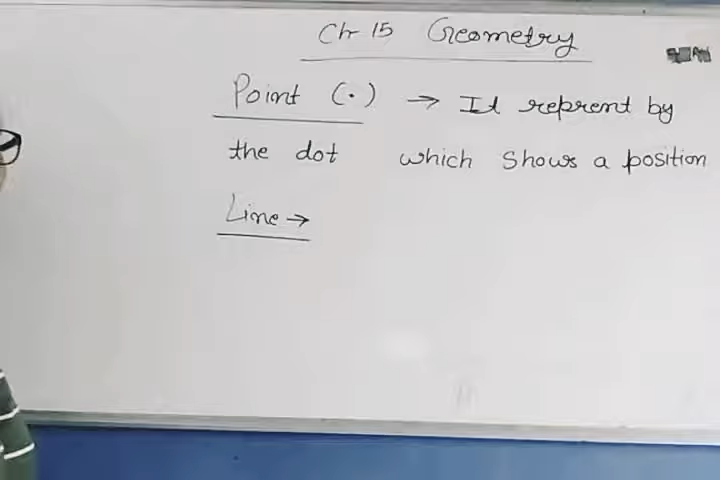 Ch 15 Geometry
Point (.) → It reprent by
the dot which shows a position
Line →